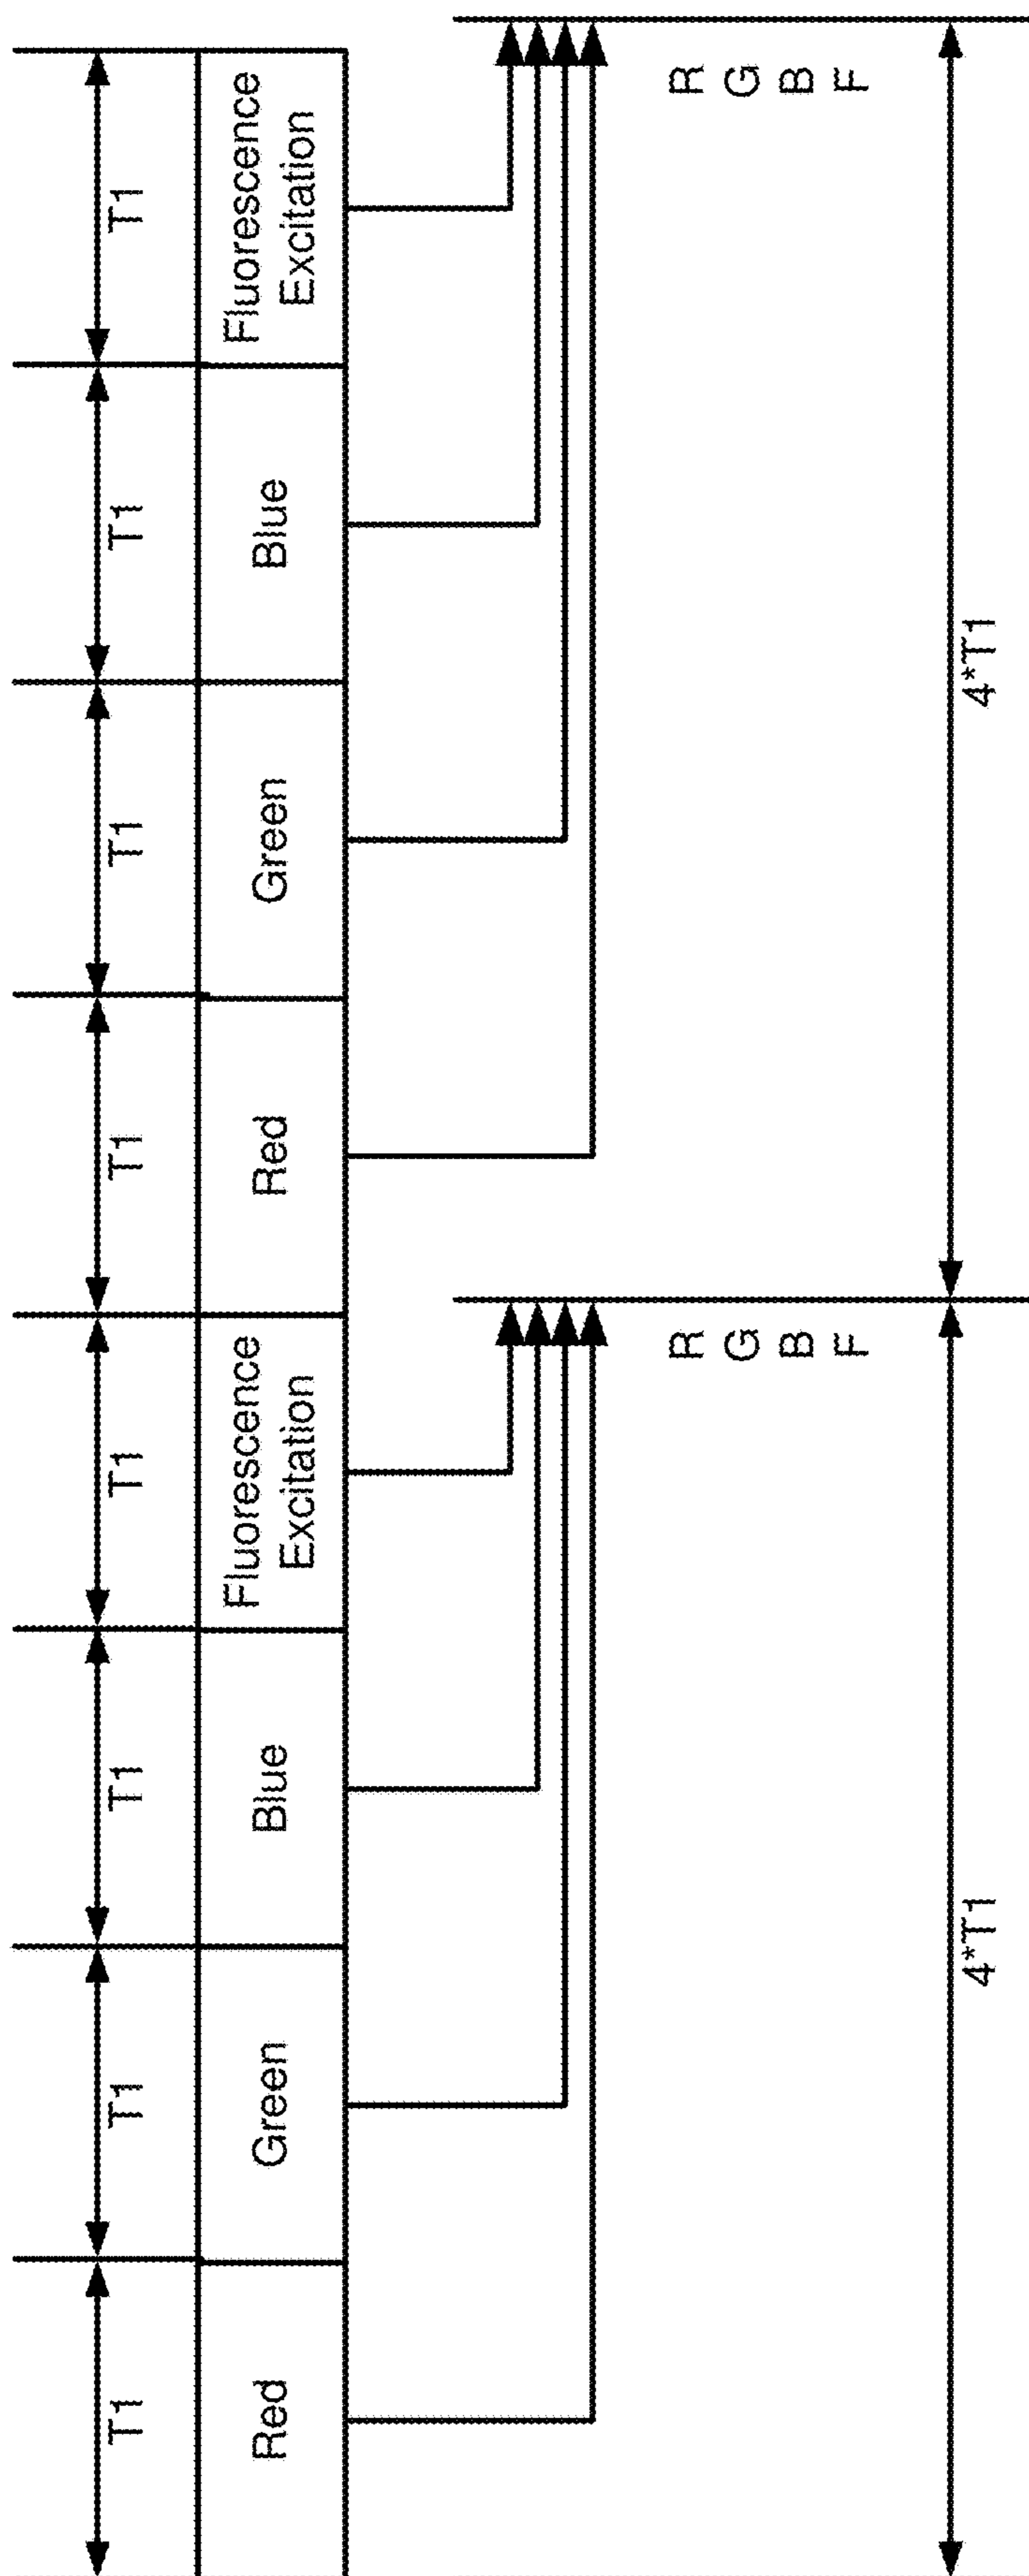 T1
T1
T1
T1
T1
T1
T1
T1
Red
Green
Blue
Fluorescence
Excitation
Red
Green
Blue
Fluorescence
Excitation
R
G
B
F
R
G
B
F
4*T1
4*T1